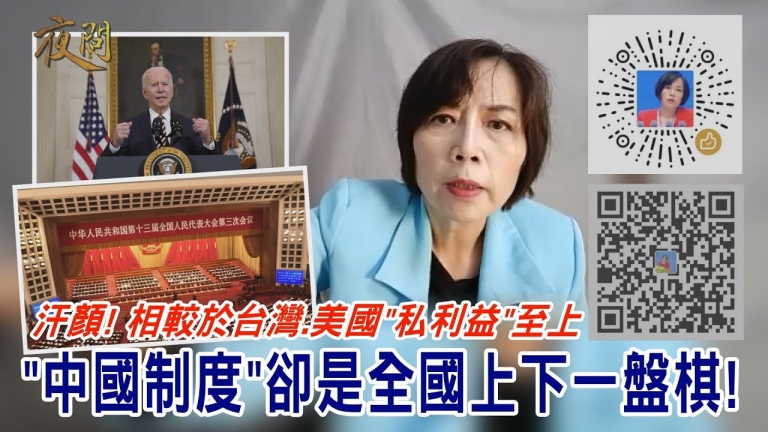 夜問
中华人民共和国第十三届全国人民代表大会第三次会议
汗顏! 相較於台灣.美國"私利益"至上
"中國制度"卻是全國上下一盤棋!